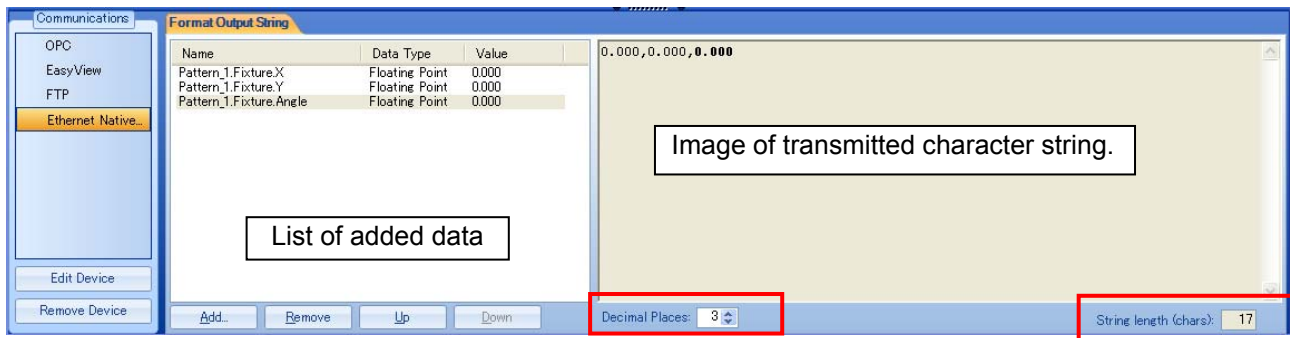 Communications
OPC
EasyView
FTP
Ethernet Native...
Edit Device
Remove Device
Format Output String
Name Data Type Value
Pattern_1.Fixture.X Floating Point 0.000
Pattern_1.Fixture.Y Floating Point 0.000
Pattern_1.Fixture.Angle Floating Point 0.000
List of added data
Add... Remove Up Down
0.000,0.000,0.000
Image of transmitted character string.
Decimal Places: 3
String length (chars): 17